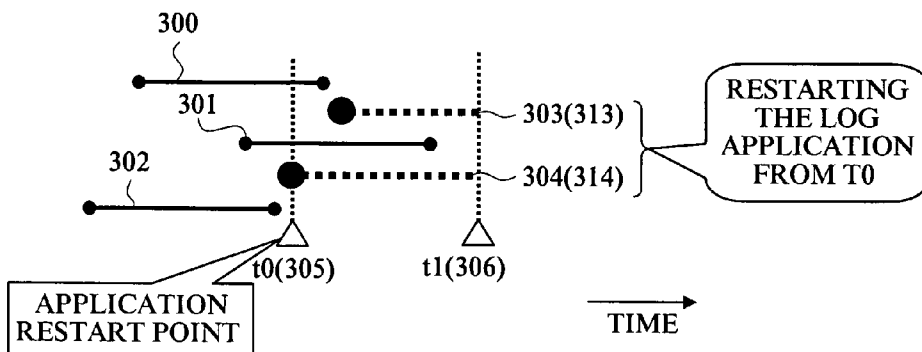 300
301
302
303(313)
304(314)
RESTARTING
THE LOG
APPLICATION
FROM T0
t0(305)
t1(306)
APPLICATION
RESTART POINT
TIME